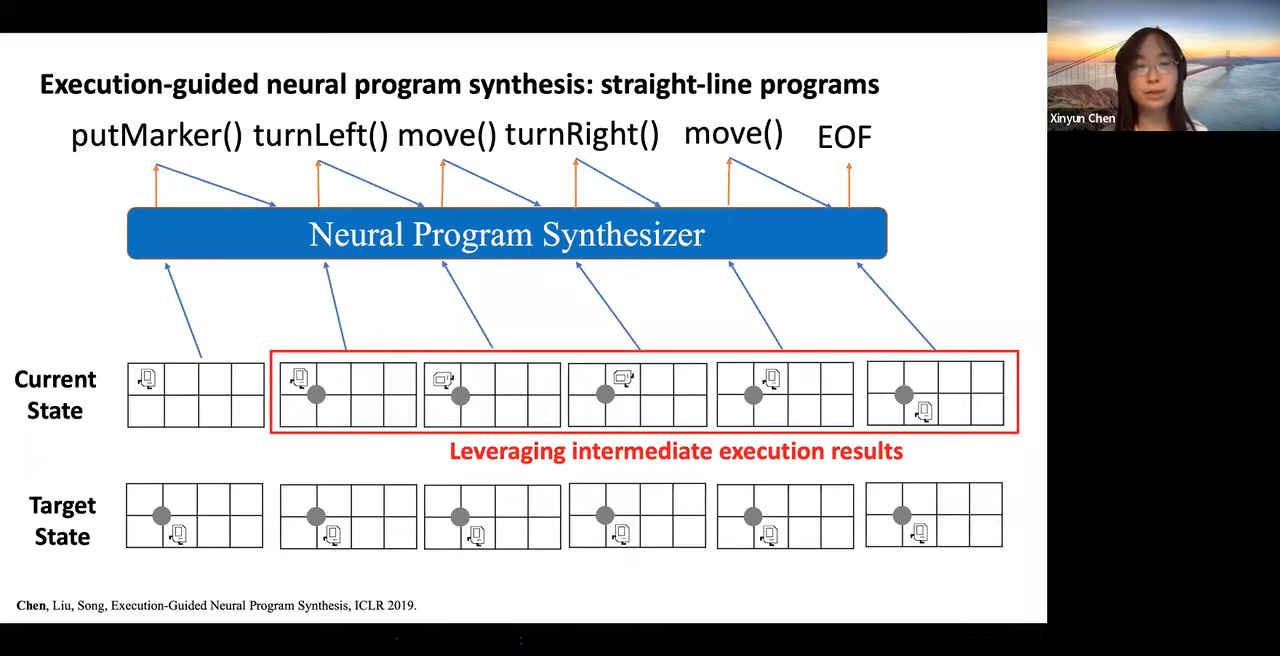 Execution-guided neural program synthesis: straight-line programs
putMarker() turnLeft() move() turnRight() move() EOF
Neural Program Synthesizer
Current
State
Leveraging intermediate execution results
Target
State
Chen, Liu, Song, Execution-Guided Neural Program Synthesis, ICLR 2019.
Xinyun Chen